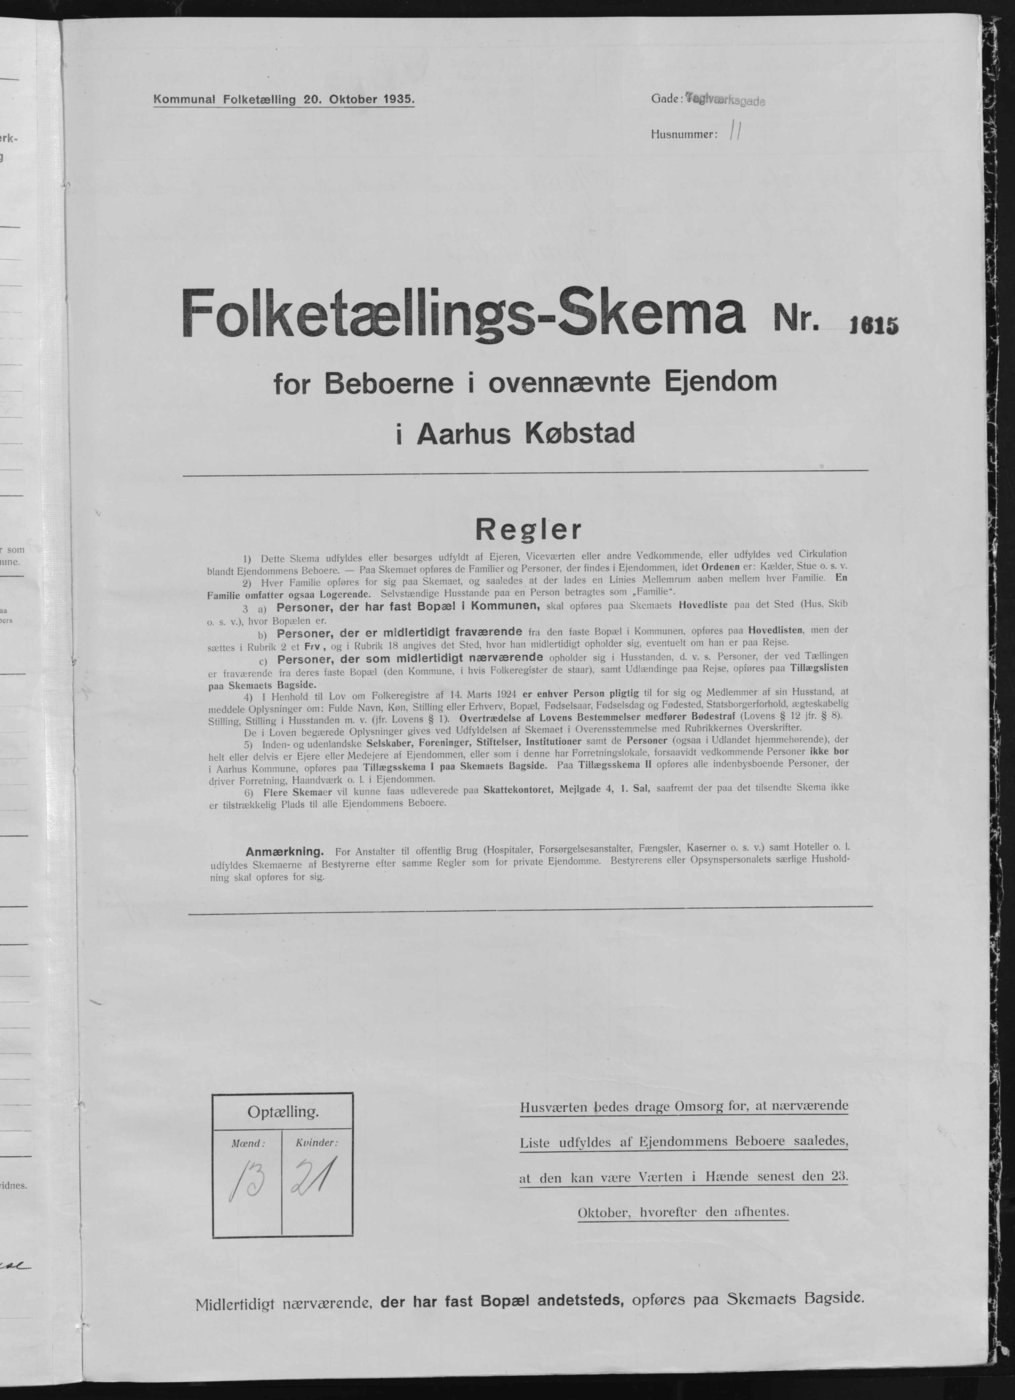 Kommunal Folketælling 20. Oktober 1935.
Gade: Teglværksgade
Husnummer: 11
Folketællings-Skema Nr. 1615
for Beboerne i ovennævnte Ejendom
i Aarhus Købstad
Regler
1) Dette Skema udfyldes eller besørges udfyldt af Ejeren, Viceværten eller andre Vedkommende, eller udfyldes ved Cirkulation
blandt Ejendommens Beboere. — Paa Skemaet opføres de Familier og Personer, der findes i Ejendommen, idet Ordenen er: Kælder, Stue o. s. v.
2) Hver Familie opføres for sig paa Skemaet, og saaledes at der lades en Linies Mellemrum aaben mellem hver Familie. En
Familie omfatter ogsaa Logerende. Selvstændige Husstande paa en Person betragtes som „Familie“.
3 a) Personer, der har fast Bopæl i Kommunen, skal opføres paa Skemaets Hovedliste paa det Sted (Hus, Skib
o. s. v.), hvor Bopælen er.
b) Personer, der er midlertidigt fraværende fra den faste Bopæl i Kommunen, opføres paa Hovedlisten, men der
sættes i Rubrik 2 et Frv, og i Rubrik 18 angives det Sted, hvor han midlertidigt opholder sig, eventuelt om han er paa Rejse.
c) Personer, der som midlertidigt nærværende opholder sig i Husstanden, d. v. s. Personer, der ved Tællingen
er fraværende fra deres faste Bopæl (den Kommune, i hvis Folkeregister de staar), samt Udlændinge paa Rejse, opføres paa Tillægslisten
paa Skemaets Bagside.
4) I Henhold til Lov om Folkeregistre af 14. Marts 1924 er enhver Person pligtig til for sig og Medlemmer af sin Husstand, at
meddele Oplysninger om: Fulde Navn, Køn, Stilling eller Erhverv, Bopæl, Fødselsaar, Fødselsdag og Fødested, Statsborgerforhold, ægteskabelig
Stilling, Stilling i Husstanden m. v. (jfr. Lovens § 1). Overtrædelse af Lovens Bestemmelser medfører Bødestraf (Lovens § 12 jfr. § 8).
De i Loven begærede Oplysninger gives ved Udfyldelsen af Skemaet i Overensstemmelse med Rubrikkernes Overskrifter.
5) Inden- og udenlandske Selskaber, Foreninger, Stiftelser, Institutioner samt de Personer (ogsaa i Udlandet hjemmehørende), der
helt eller delvis er Ejere eller Medejere af Ejendommen, eller som i denne har Forretningslokale, forsaavidt vedkommende Personer ikke bor
i Aarhus Kommune, opføres paa Tillægsskema I paa Skemaets Bagside. Paa Tillægsskema II opføres alle indenbysboende Personer, der
driver Forretning, Haandværk o. l. i Ejendommen.
6) Flere Skemaer vil kunne faas udleverede paa Skattekontoret, Mejlgade 4, 1. Sal, saafremt der paa det tilsendte Skema ikke
er tilstrækkelig Plads til alle Ejendommens Beboere.
Anmærkning. For Anstalter til offentlig Brug (Hospitaler, Forsørgelsesanstalter, Fængsler, Kaserner o. s. v.) samt Hoteller o. l.
udfyldes Skemaerne af Bestyrerne efter samme Regler som for private Ejendomme. Bestyrerens eller Opsynspersonalets særlige Hushold-
ning skal opføres for sig.
Optælling.
Mænd: Kvinder:
13 21
Husværten bedes drage Omsorg for, at nærværende
Liste udfyldes af Ejendommens Beboere saaledes,
at den kan være Værten i Hænde senest den 23.
Oktober, hvorefter den afhentes.
Midlertidigt nærværende, der har fast Bopæl andetsteds, opføres paa Skemaets Bagside.